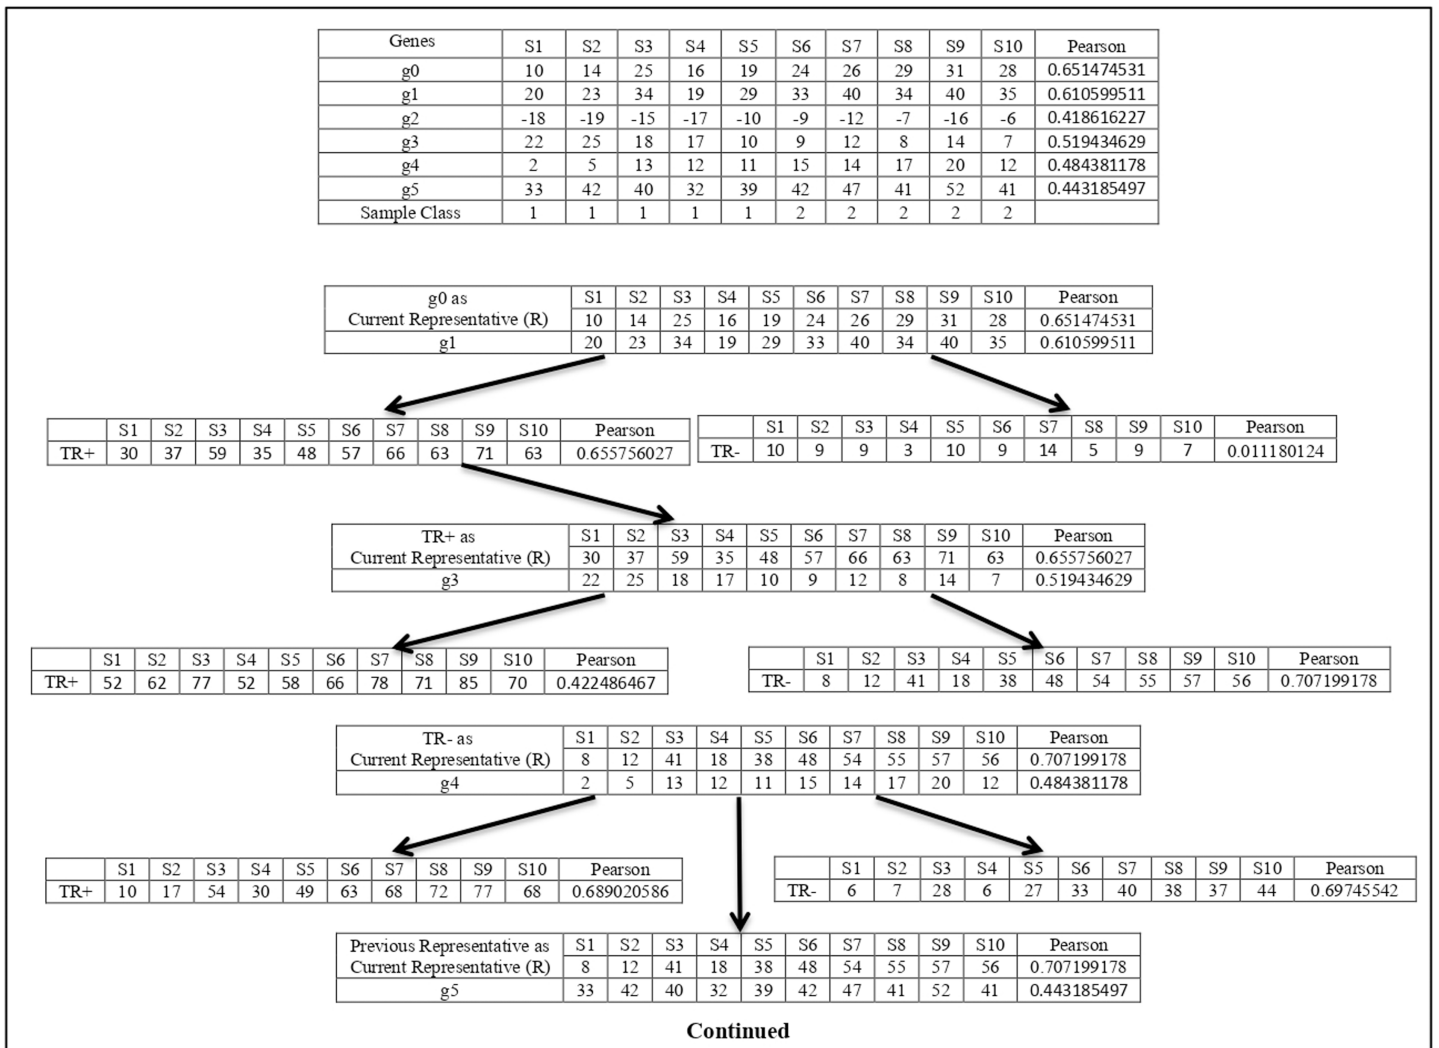 Genes S1 S2 S3 S4 S5 S6 S7 S8 S9 S10 Pearson
g0 10 14 25 16 19 24 26 29 31 28 0.651474531
g1 20 23 34 19 29 33 40 34 40 35 0.610599511
g2 -18 -19 -15 -17 -10 -9 -12 -7 -16 -6 0.418616227
g3 22 25 18 17 10 9 12 8 14 7 0.519434629
g4 2 5 13 12 11 15 14 17 20 12 0.484381178
g5 33 42 40 32 39 42 47 41 52 41 0.443185497
Sample Class 1 1 1 1 1 2 2 2 2 2
g0 as S1 S2 S3 S4 S5 S6 S7 S8 S9 S10 Pearson
Current Representative (R) 10 14 25 16 19 24 26 29 31 28 0.651474531
g1 20 23 34 19 29 33 40 34 40 35 0.610599511
S1 S2 S3 S4 S5 S6 S7 S8 S9 S10 Pearson
TR+ 30 37 59 35 48 57 66 63 71 63 0.655756027
S1 S2 S3 S4 S5 S6 S7 S8 S9 S10 Pearson
TR- 10 9 9 3 10 9 14 5 9 7 0.011180124
TR+ as S1 S2 S3 S4 S5 S6 S7 S8 S9 S10 Pearson
Current Representative (R) 30 37 59 35 48 57 66 63 71 63 0.655756027
g3 22 25 18 17 10 9 12 8 14 7 0.519434629
S1 S2 S3 S4 S5 S6 S7 S8 S9 S10 Pearson
TR+ 52 62 77 52 58 66 78 71 85 70 0.422486467
S1 S2 S3 S4 S5 S6 S7 S8 S9 S10 Pearson
TR- 8 12 41 18 38 48 54 55 57 56 0.707199178
TR- as S1 S2 S3 S4 S5 S6 S7 S8 S9 S10 Pearson
Current Representative (R) 8 12 41 18 38 48 54 55 57 56 0.707199178
g4 2 5 13 12 11 15 14 17 20 12 0.484381178
S1 S2 S3 S4 S5 S6 S7 S8 S9 S10 Pearson
TR+ 10 17 54 30 49 63 68 72 77 68 0.689020586
S1 S2 S3 S4 S5 S6 S7 S8 S9 S10 Pearson
TR- 6 7 28 6 27 33 40 38 37 44 0.69745542
Previous Representative as S1 S2 S3 S4 S5 S6 S7 S8 S9 S10 Pearson
Current Representative (R) 8 12 41 18 38 48 54 55 57 56 0.707199178
g5 33 42 40 32 39 42 47 41 52 41 0.443185497
Continued